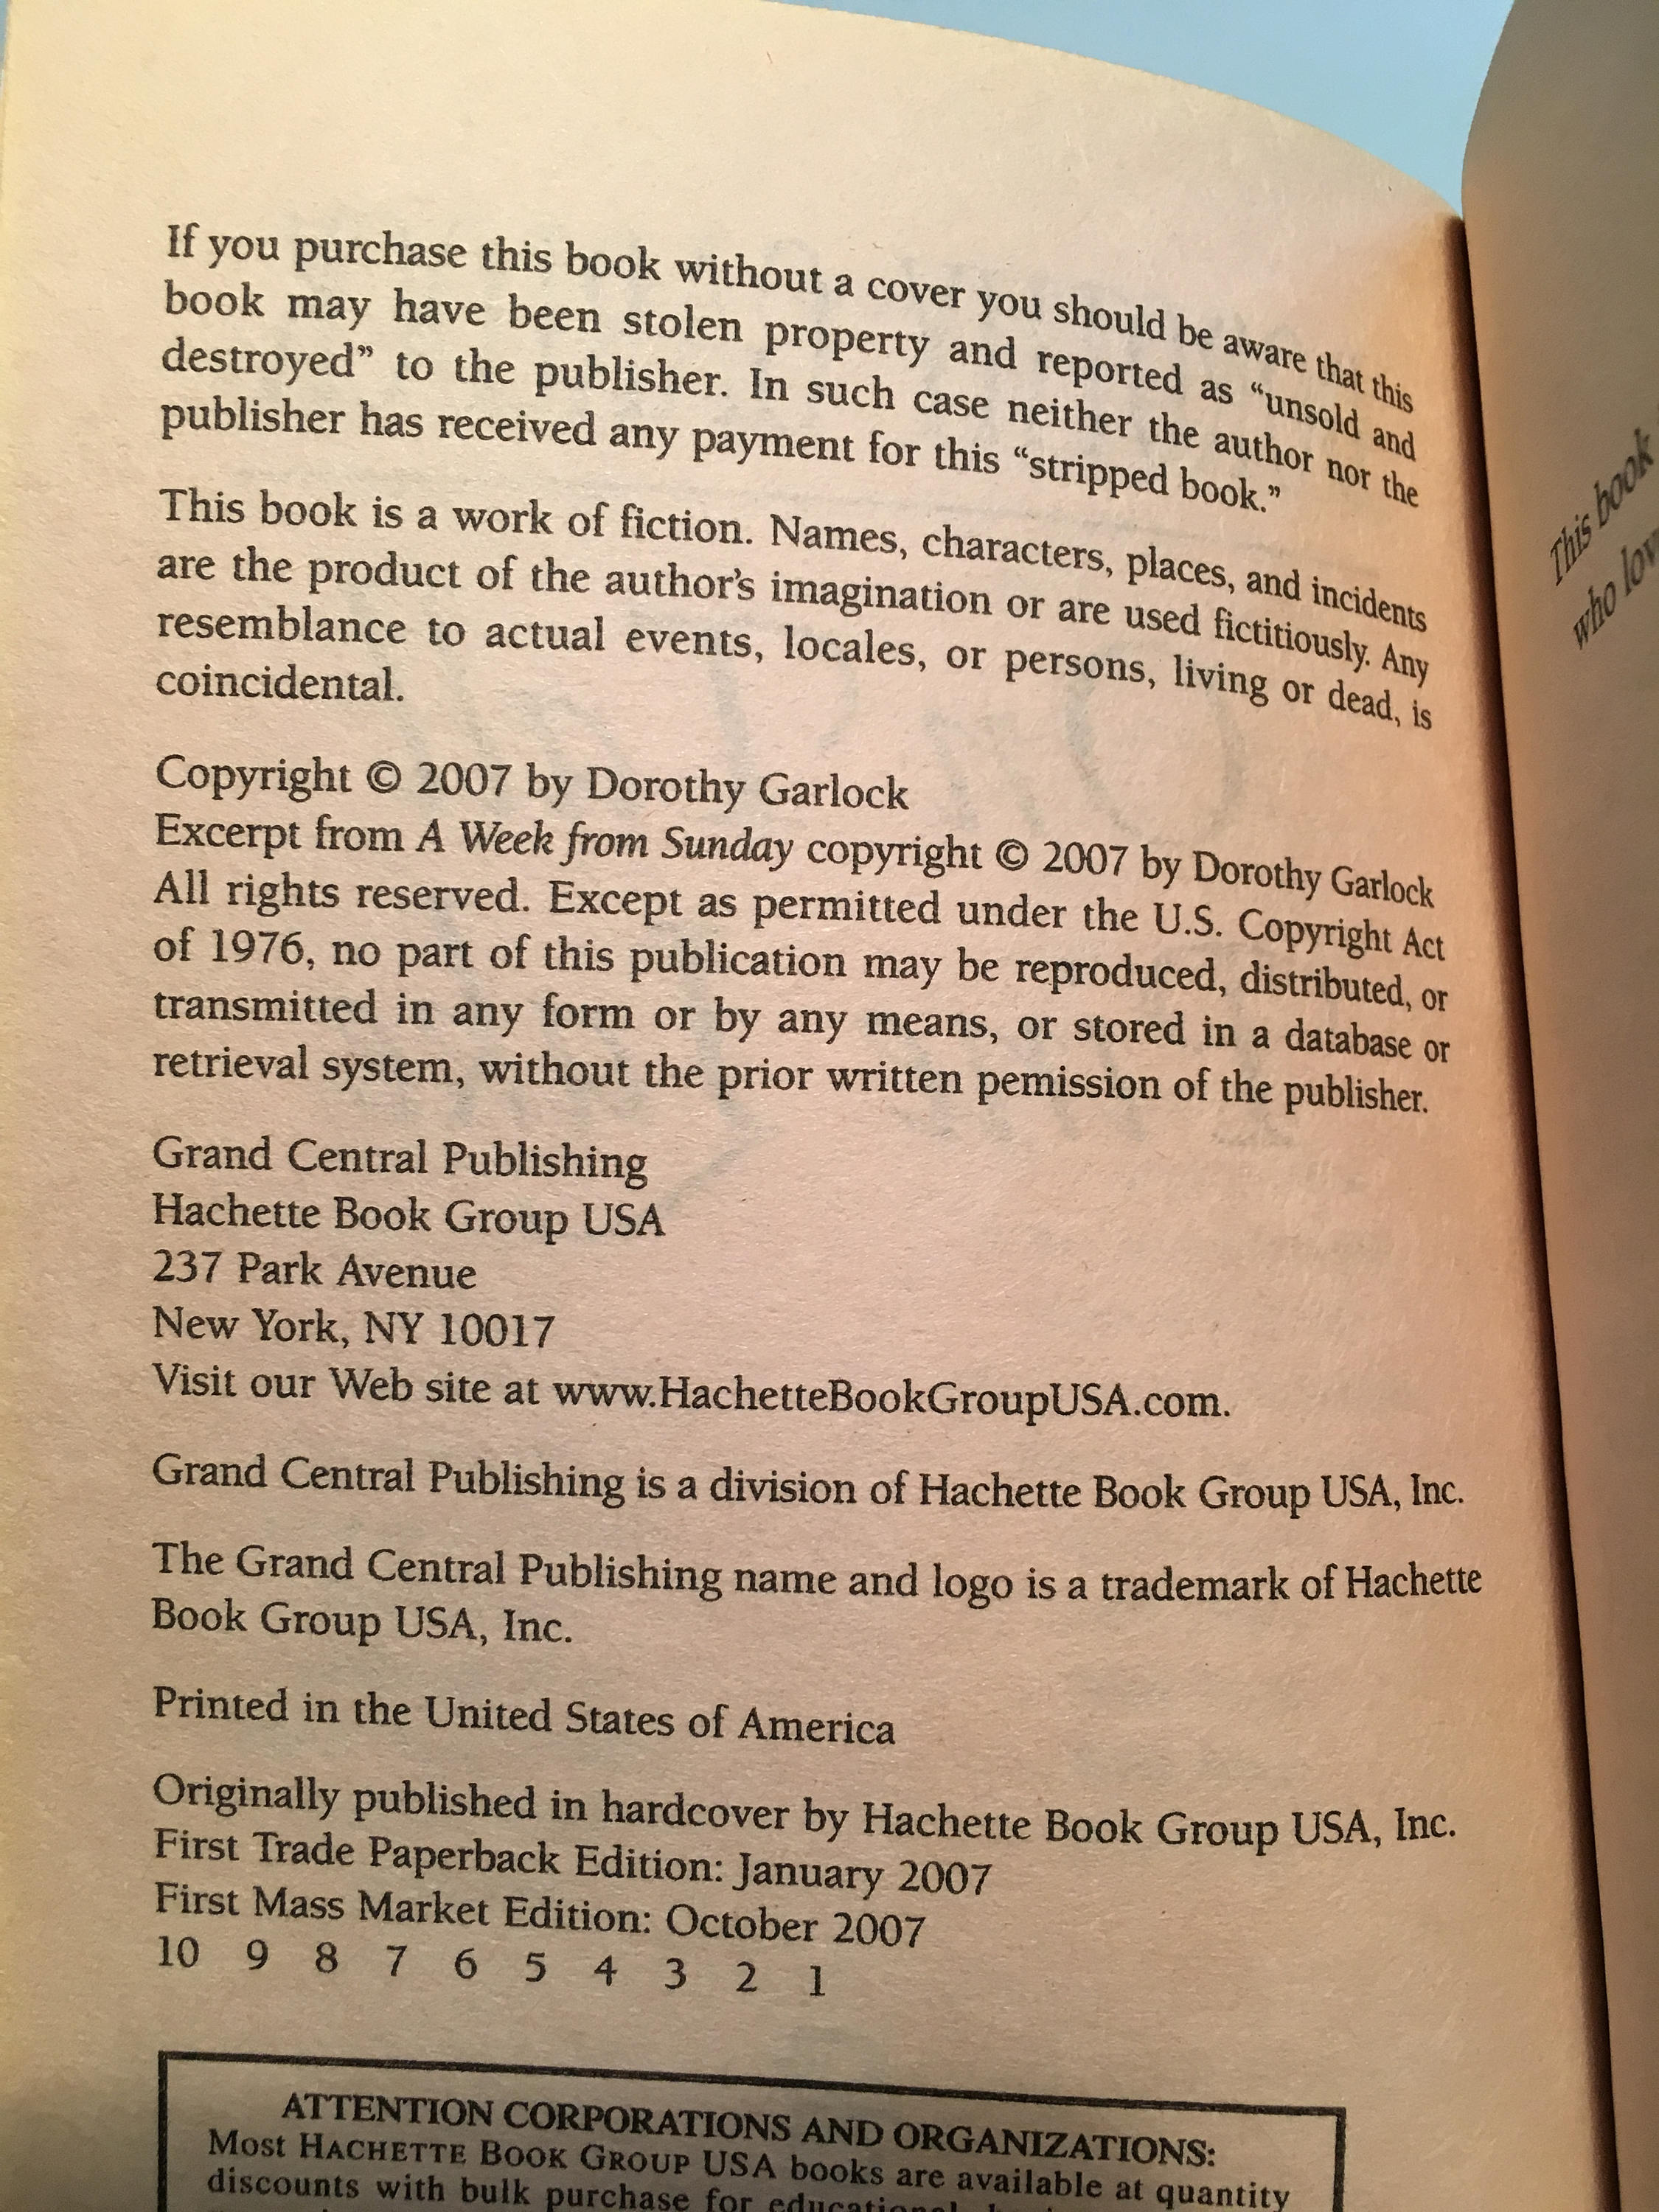 If you purchase this book without a cover you should be aware that this
book may have been stolen property and reported as “unsold and
destroyed” to the publisher. In such case neither the author nor the
publisher has received any payment for this “stripped book.”
This book is a work of fiction. Names, characters, places, and incidents
are the product of the author’s imagination or are used fictitiously. Any
resemblance to actual events, locales, or persons, living or dead, is
coincidental.
Copyright © 2007 by Dorothy Garlock
Excerpt from A Week from Sunday copyright © 2007 by Dorothy Garlock
All rights reserved. Except as permitted under the U.S. Copyright Act
of 1976, no part of this publication may be reproduced, distributed, or
transmitted in any form or by any means, or stored in a database or
retrieval system, without the prior written pemission of the publisher.
Grand Central Publishing
Hachette Book Group USA
237 Park Avenue
New York, NY 10017
Visit our Web site at www.HachetteBookGroupUSA.com.
Grand Central Publishing is a division of Hachette Book Group USA, Inc.
The Grand Central Publishing name and logo is a trademark of Hachette
Book Group USA, Inc.
Printed in the United States of America
Originally published in hardcover by Hachette Book Group USA, Inc.
First Trade Paperback Edition: January 2007
First Mass Market Edition: October 2007
10 9 8 7 6 5 4 3 2 1
ATTENTION CORPORATIONS AND ORGANIZATIONS:
Most HACHETTE BOOK GROUP USA books are available at quantity
discounts with bulk purchase for educational
This book
who